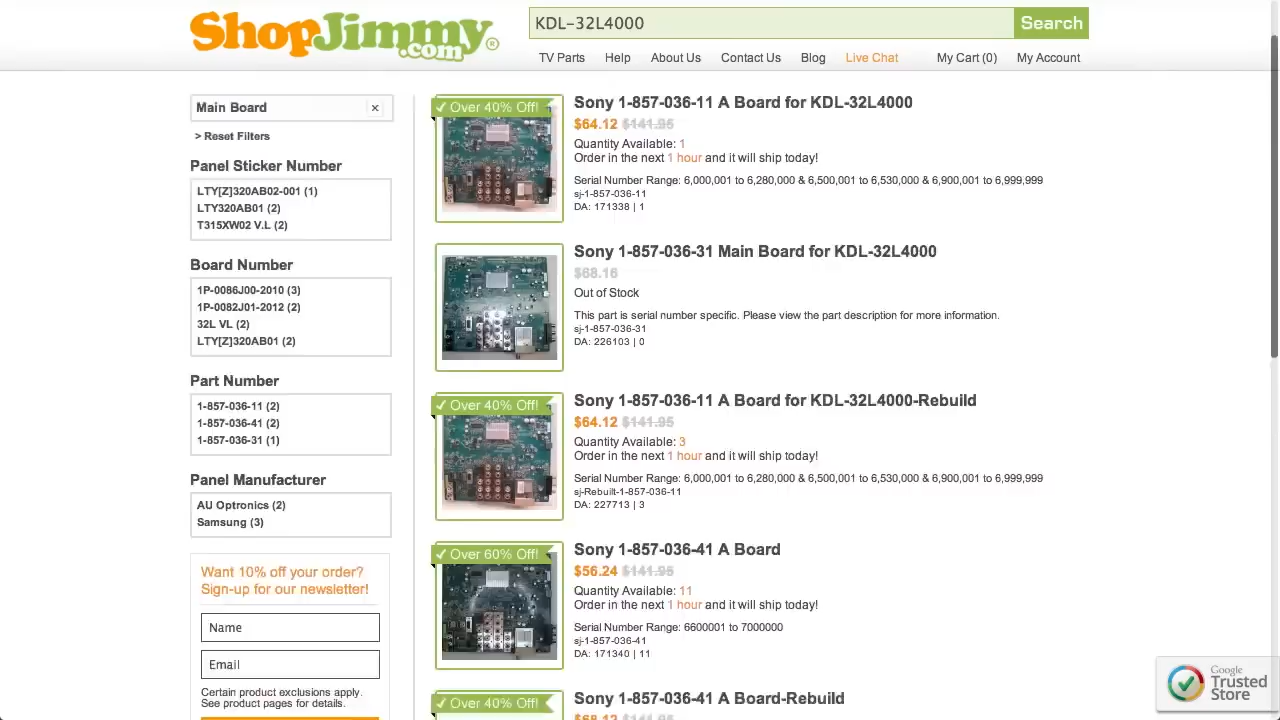 ShopJimmy.com®
KDL-32L4000
Search
TV Parts Help About Us Contact Us Blog Live Chat My Cart (0) My Account
Main Board ×
> Reset Filters
Panel Sticker Number
LTY[Z]320AB02-001 (1)
LTY320AB01 (2)
T315XW02 V.L (2)
Board Number
1P-0086J00-2010 (3)
1P-0082J01-2012 (2)
32L VL (2)
LTY[Z]320AB01 (2)
Part Number
1-857-036-11 (2)
1-857-036-41 (2)
1-857-036-31 (1)
Panel Manufacturer
AU Optronics (2)
Samsung (3)
Want 10% off your order?
Sign-up for our newsletter!
Name
Email
Certain product exclusions apply.
See product pages for details.
✓ Over 40% Off!
Sony 1-857-036-11 A Board for KDL-32L4000
$64.12 $141.95
Quantity Available: 1
Order in the next 1 hour and it will ship today!
Serial Number Range: 6,000,001 to 6,280,000 & 6,500,001 to 6,530,000 & 6,900,001 to 6,999,999
sj-1-857-036-11
DA: 171338 | 1
Sony 1-857-036-31 Main Board for KDL-32L4000
$68.16
Out of Stock
This part is serial number specific. Please view the part description for more information.
sj-1-857-036-31
DA: 226103 | 0
✓ Over 40% Off!
Sony 1-857-036-11 A Board for KDL-32L4000-Rebuild
$64.12 $141.95
Quantity Available: 3
Order in the next 1 hour and it will ship today!
Serial Number Range: 6,000,001 to 6,280,000 & 6,500,001 to 6,530,000 & 6,900,001 to 6,999,999
sj-Rebuilt-1-857-036-11
DA: 227713 | 3
✓ Over 60% Off!
Sony 1-857-036-41 A Board
$56.24 $141.95
Quantity Available: 11
Order in the next 1 hour and it will ship today!
Serial Number Range: 6600001 to 7000000
sj-1-857-036-41
DA: 171340 | 11
✓ Over 40% Off!
Sony 1-857-036-41 A Board-Rebuild
$68.12 $141.95
Google
Trusted
Store